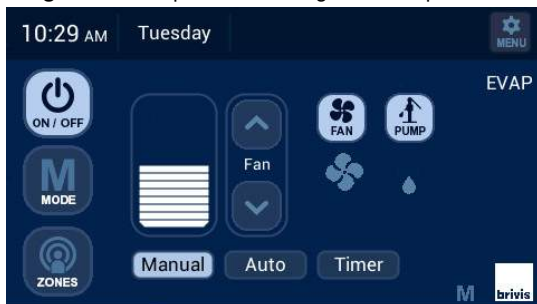 10:29 AM Tuesday
MENU
EVAP
ON / OFF
FAN PUMP
Fan
M
MODE
Manual Auto Timer
ZONES
M
brivis